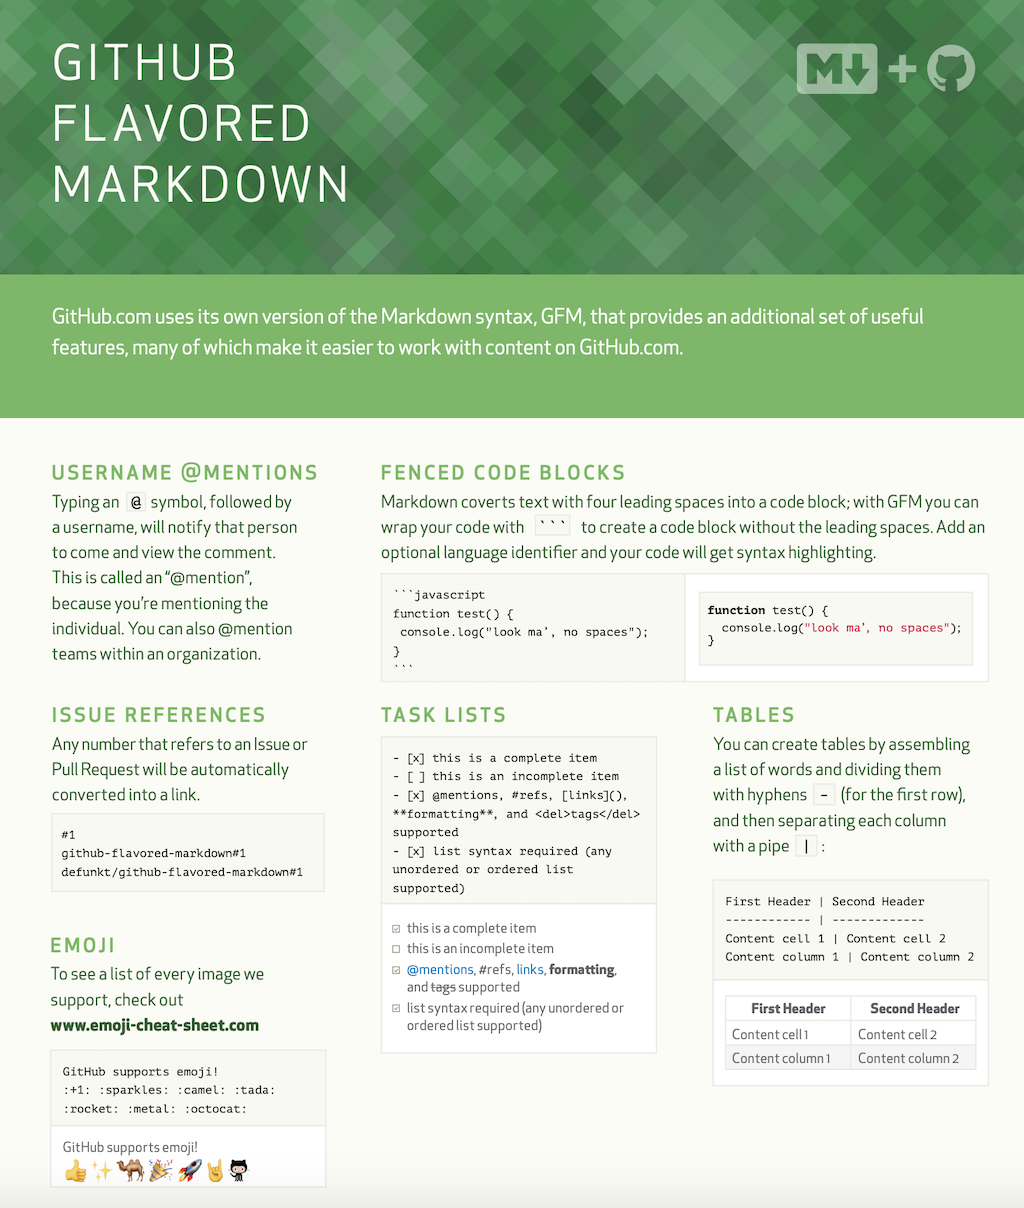 GITHUB
FLAVORED
MARKDOWN
M +
GitHub.com uses its own version of the Markdown syntax, GFM, that provides an additional set of useful
features, many of which make it easier to work with content on GitHub.com.
USERNAME @MENTIONS
Typing an @ symbol, followed by
a username, will notify that person
to come and view the comment.
This is called an “@mention”,
because you’re mentioning the
individual. You can also @mention
teams within an organization.
FENCED CODE BLOCKS
Markdown coverts text with four leading spaces into a code block; with GFM you can
wrap your code with ``` to create a code block without the leading spaces. Add an
optional language identifier and your code will get syntax highlighting.
```javascript
function test() {
 console.log("look ma’, no spaces");
}
```
function test() {
  console.log("look ma’, no spaces");
}
ISSUE REFERENCES
Any number that refers to an Issue or
Pull Request will be automatically
converted into a link.
#1
github-flavored-markdown#1
defunkt/github-flavored-markdown#1
EMOJI
To see a list of every image we
support, check out
www.emoji-cheat-sheet.com
GitHub supports emoji!
:+1: :sparkles: :camel: :tada:
:rocket: :metal: :octocat:
GitHub supports emoji!
TASK LISTS
- [x] this is a complete item
- [ ] this is an incomplete item
- [x] @mentions, #refs, [links](),
**formatting**, and <del>tags</del>
supported
- [x] list syntax required (any
unordered or ordered list
supported)
this is a complete item
this is an incomplete item
@mentions, #refs, links, formatting,
and tags supported
list syntax required (any unordered or
ordered list supported)
TABLES
You can create tables by assembling
a list of words and dividing them
with hyphens - (for the first row),
and then separating each column
with a pipe | :
First Header | Second Header
------------ | -------------
Content cell 1 | Content cell 2
Content column 1 | Content column 2
First Header Second Header
Content cell 1 Content cell 2
Content column 1 Content column 2